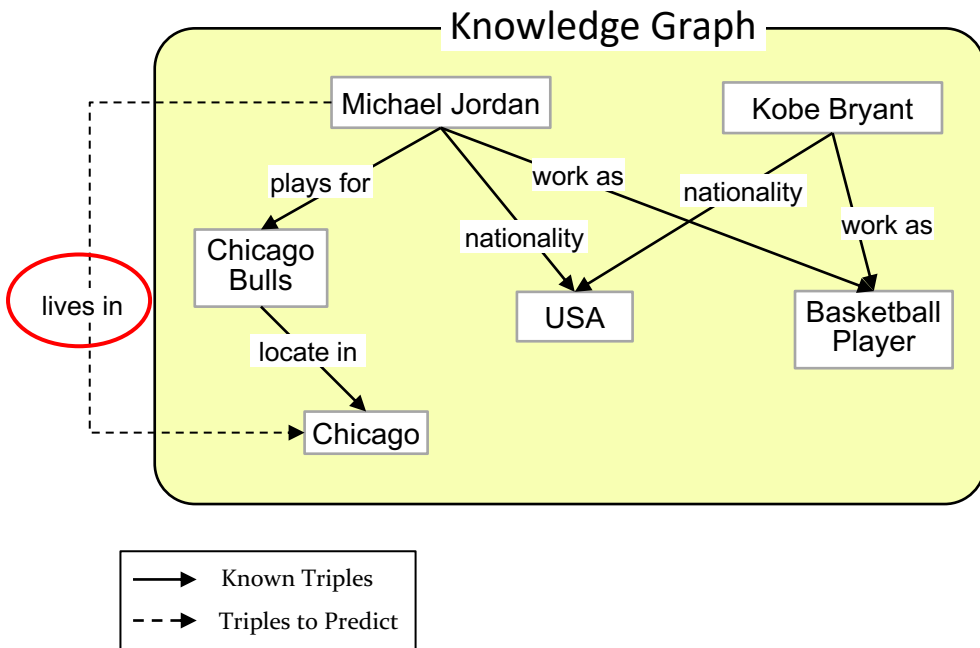 Knowledge Graph
Michael Jordan
Kobe Bryant
plays for
work as
nationality
nationality
work as
Chicago
Bulls
lives in
USA
Basketball
Player
locate in
Chicago
Known Triples
Triples to Predict